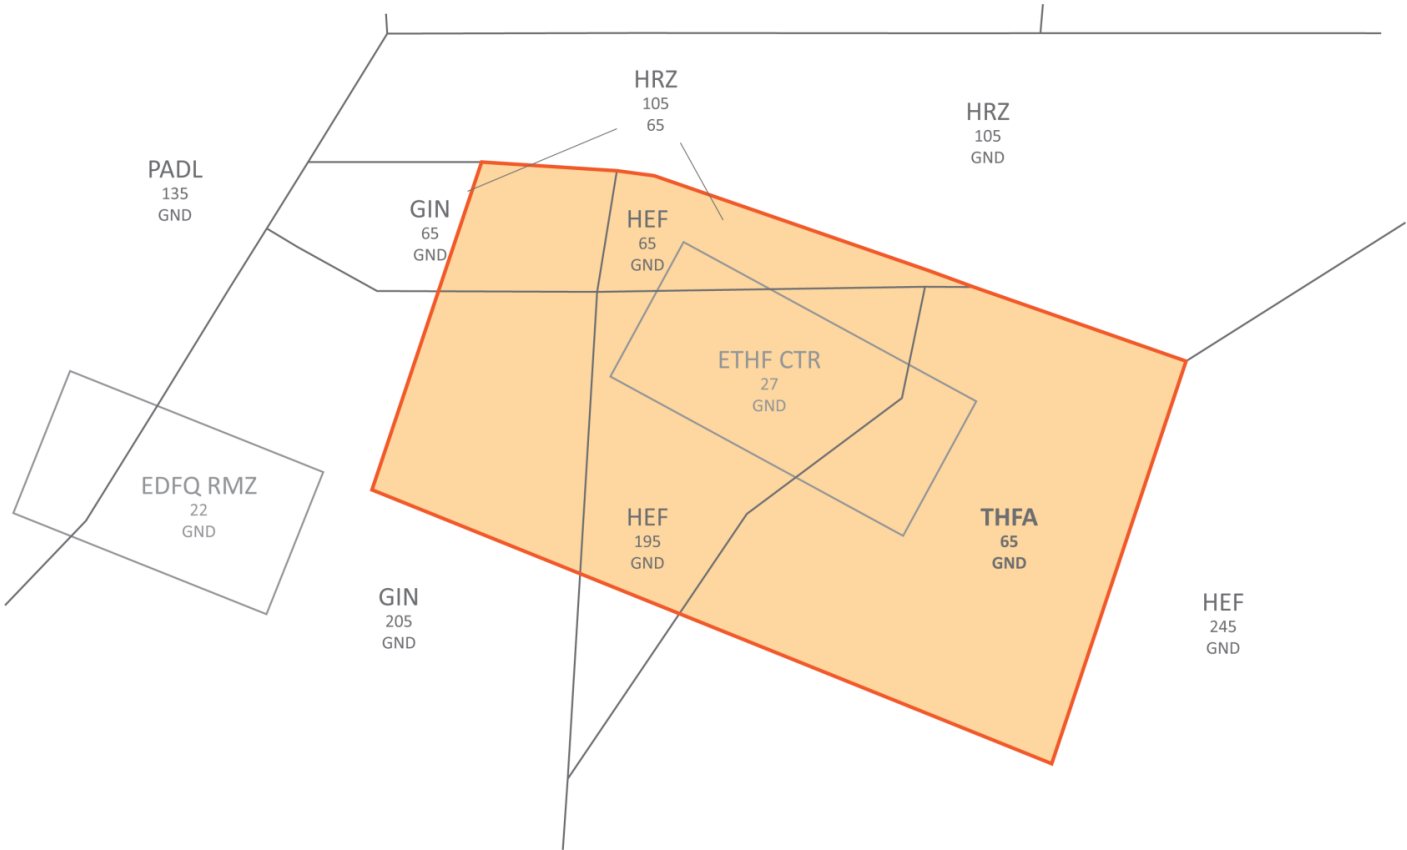 HRZ
105
65
HRZ
105
GND
PADL
135
GND
GIN
65
GND
HEF
65
GND
ETHF CTR
27
GND
EDFQ RMZ
22
GND
HEF
195
GND
THFA
65
GND
GIN
205
GND
HEF
245
GND